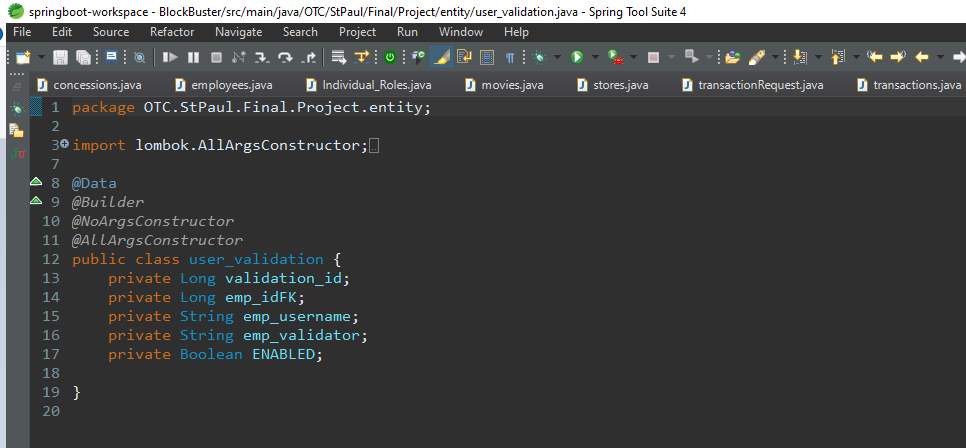 springboot-workspace - BlockBuster/src/main/java/OTC/StPaul/Final/Project/entity/user_validation.java - Spring Tool Suite 4
File Edit Source Refactor Navigate Search Project Run Window Help
concessions.java employees.java Individual_Roles.java movies.java stores.java transactionRequest.java transactions.java
1 package OTC.StPaul.Final.Project.entity;
2
3 import lombok.AllArgsConstructor;
7
8 @Data
9 @Builder
10 @NoArgsConstructor
11 @AllArgsConstructor
12 public class user_validation {
13 private Long validation_id;
14 private Long emp_idFK;
15 private String emp_username;
16 private String emp_validator;
17 private Boolean ENABLED;
18
19 }
20